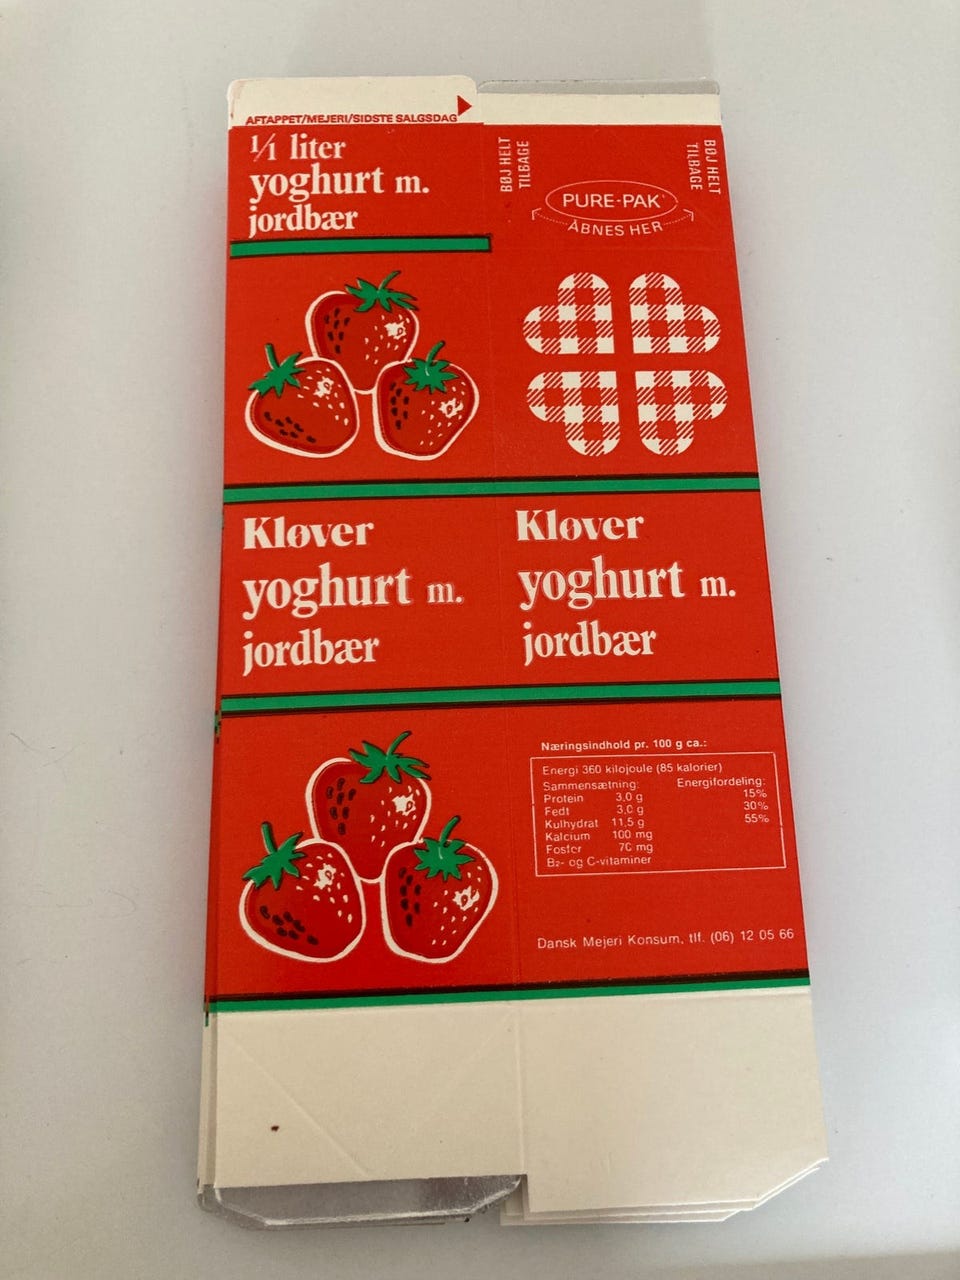 AFTAPPET/MEJERI/SIDSTE SALGSDAG
1/1 liter
yoghurt m.
jordbær
BØJ HELT
TILBAGE
BØJ HELT
TILBAGE
PURE-PAK
ÅBNES HER
Kløver
yoghurt m.
jordbær
Kløver
yoghurt m.
jordbær
Næringsindhold pr. 100 g ca.:
Energi 360 kilojoule (85 kalorier)
Sammensætning: Energifordeling:
Protein 3,0 g 15%
Fedt 3,0 g 30%
Kulhydrat 11,5 g 55%
Kalcium 100 mg
Fosfor 70 mg
B2- og C-vitaminer
Dansk Mejeri Konsum, tlf. (06) 12 05 66